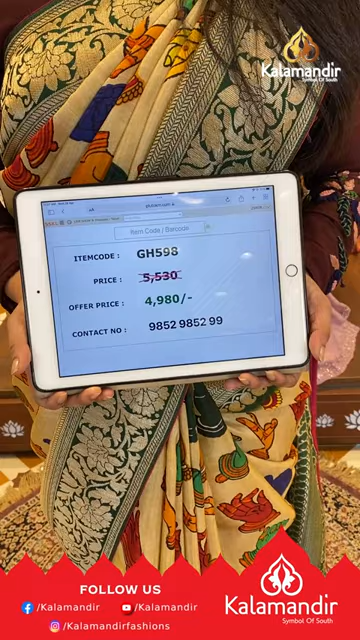 Kalamandir
Symbol Of South
Item Code / Barcode
ITEMCODE : GH598
PRICE : 5,530
OFFER PRICE : 4,980/-
CONTACT NO : 9852 9852 99
FOLLOW US
/Kalamandir /Kalamandir
/Kalamandirfashions
Kalamandir
Symbol Of South